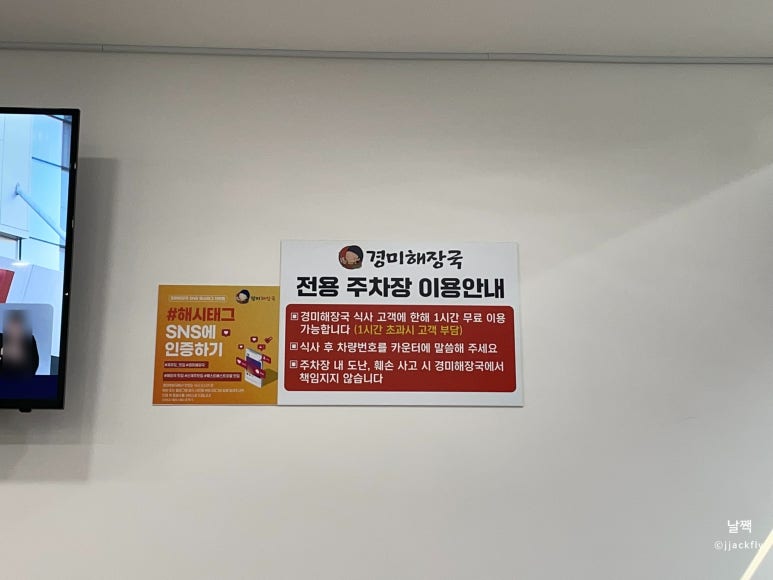 경미해장국
#해시태그
SNS에
인증하기
경미해장국
전용 주차장 이용안내
경미해장국 식사 고객에 한해 1시간 무료 이용
가능합니다 (1시간 초과시 고객 부담)
식사 후 차량번호를 카운터에 말씀해 주세요
주차장 내 도난, 훼손 사고 시 경미해장국에서
책임지지 않습니다
날짹
©jjackfly